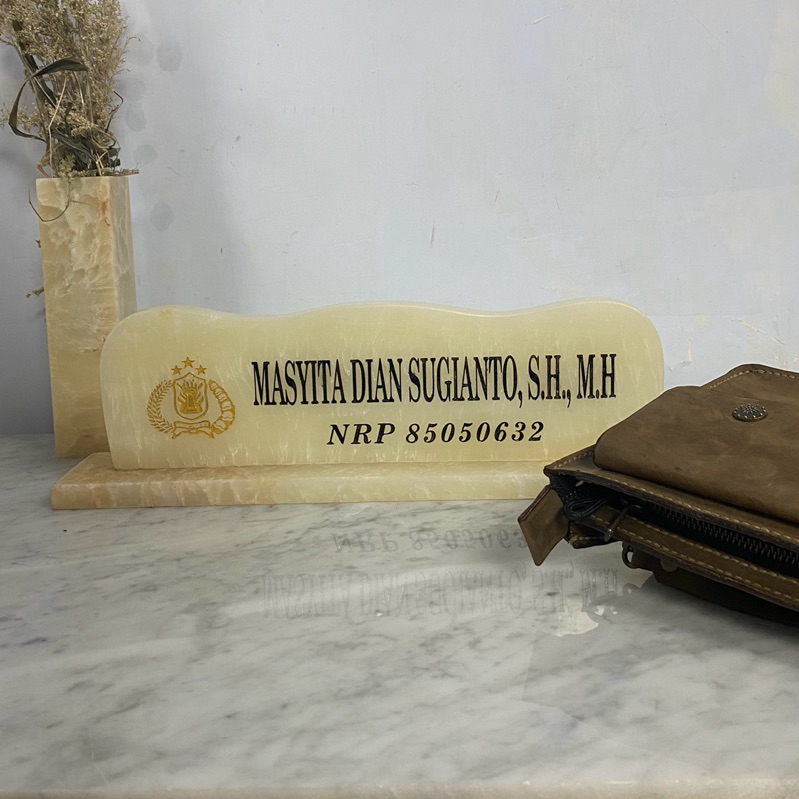 MASYITA DIAN SUGIANTO, S.H., M.H
NRP 85050632